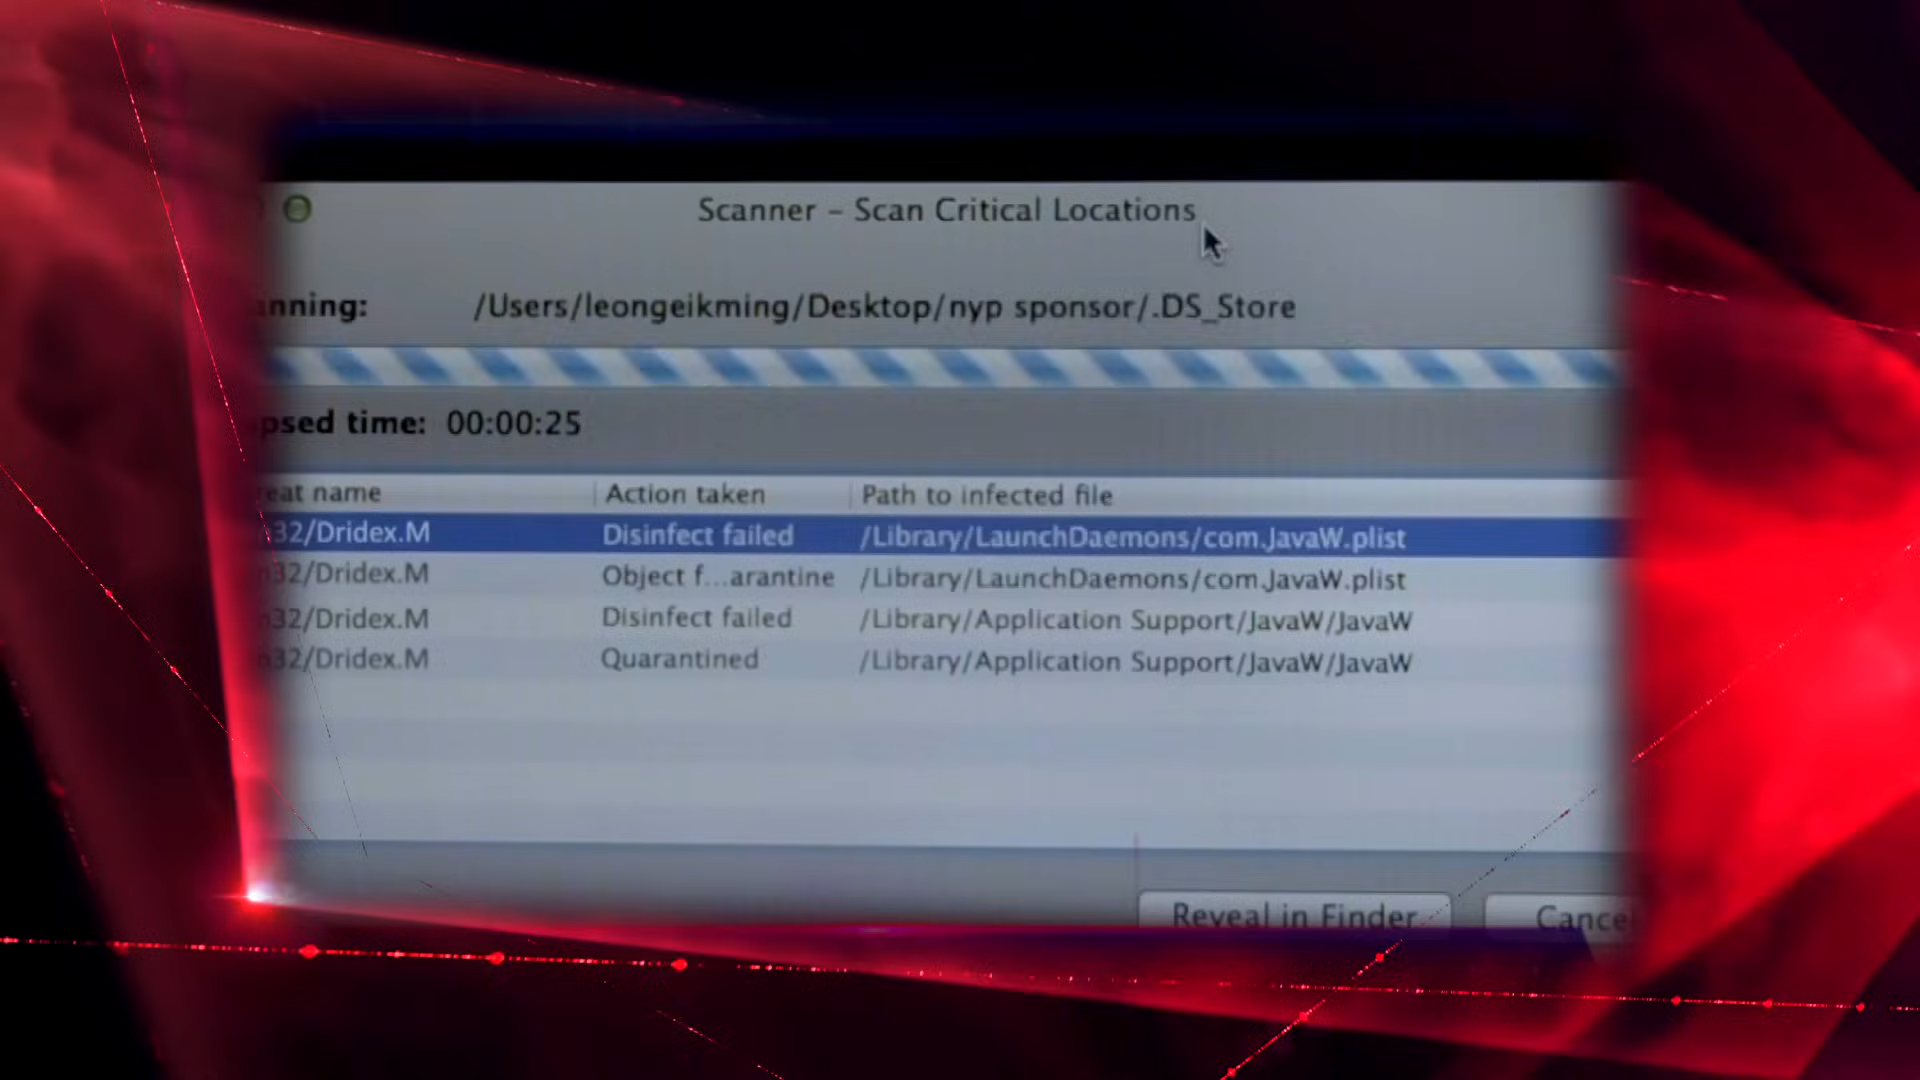 Scanner – Scan Critical Locations
nning: /Users/leongeikming/Desktop/nyp sponsor/.DS_Store
psed time: 00:00:25
reat name Action taken Path to infected file
32/Dridex.M Disinfect failed /Library/LaunchDaemons/com.JavaW.plist
32/Dridex.M Object f...arantine /Library/LaunchDaemons/com.JavaW.plist
32/Dridex.M Disinfect failed /Library/Application Support/JavaW/JavaW
32/Dridex.M Quarantined /Library/Application Support/JavaW/JavaW
Reveal in Finder Cance